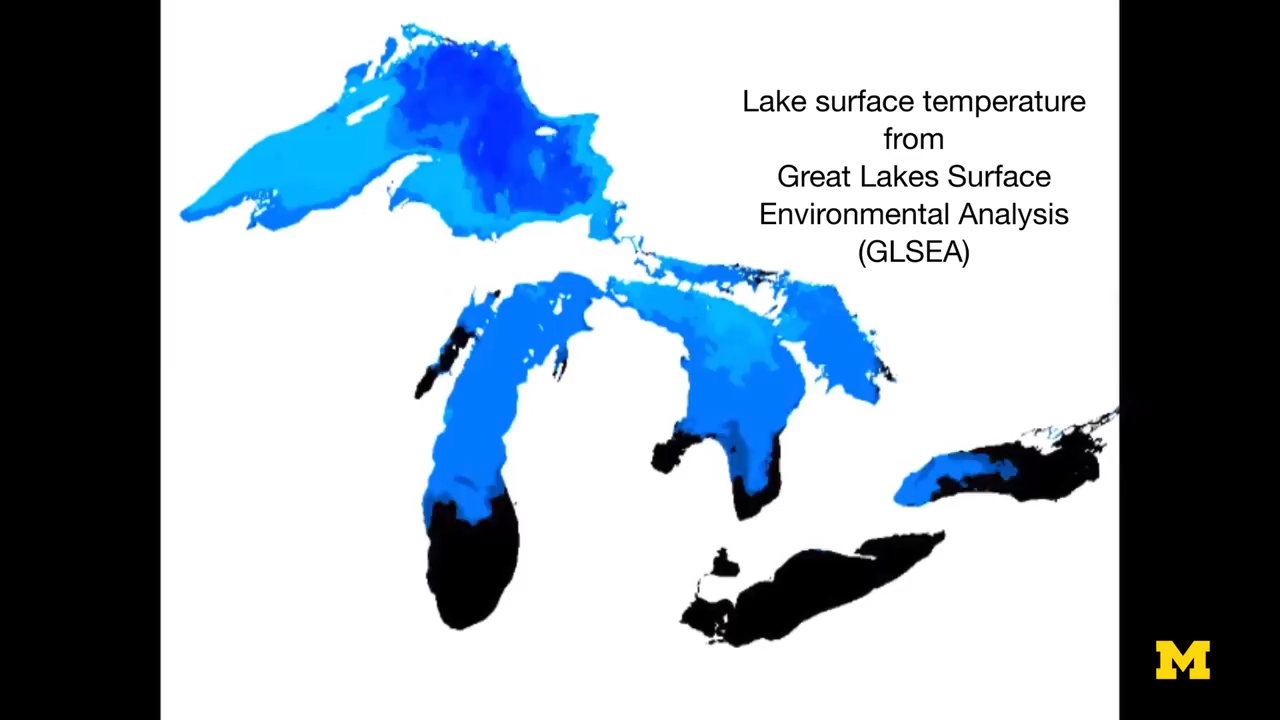 Lake surface temperature
from
Great Lakes Surface
Environmental Analysis
(GLSEA)
M